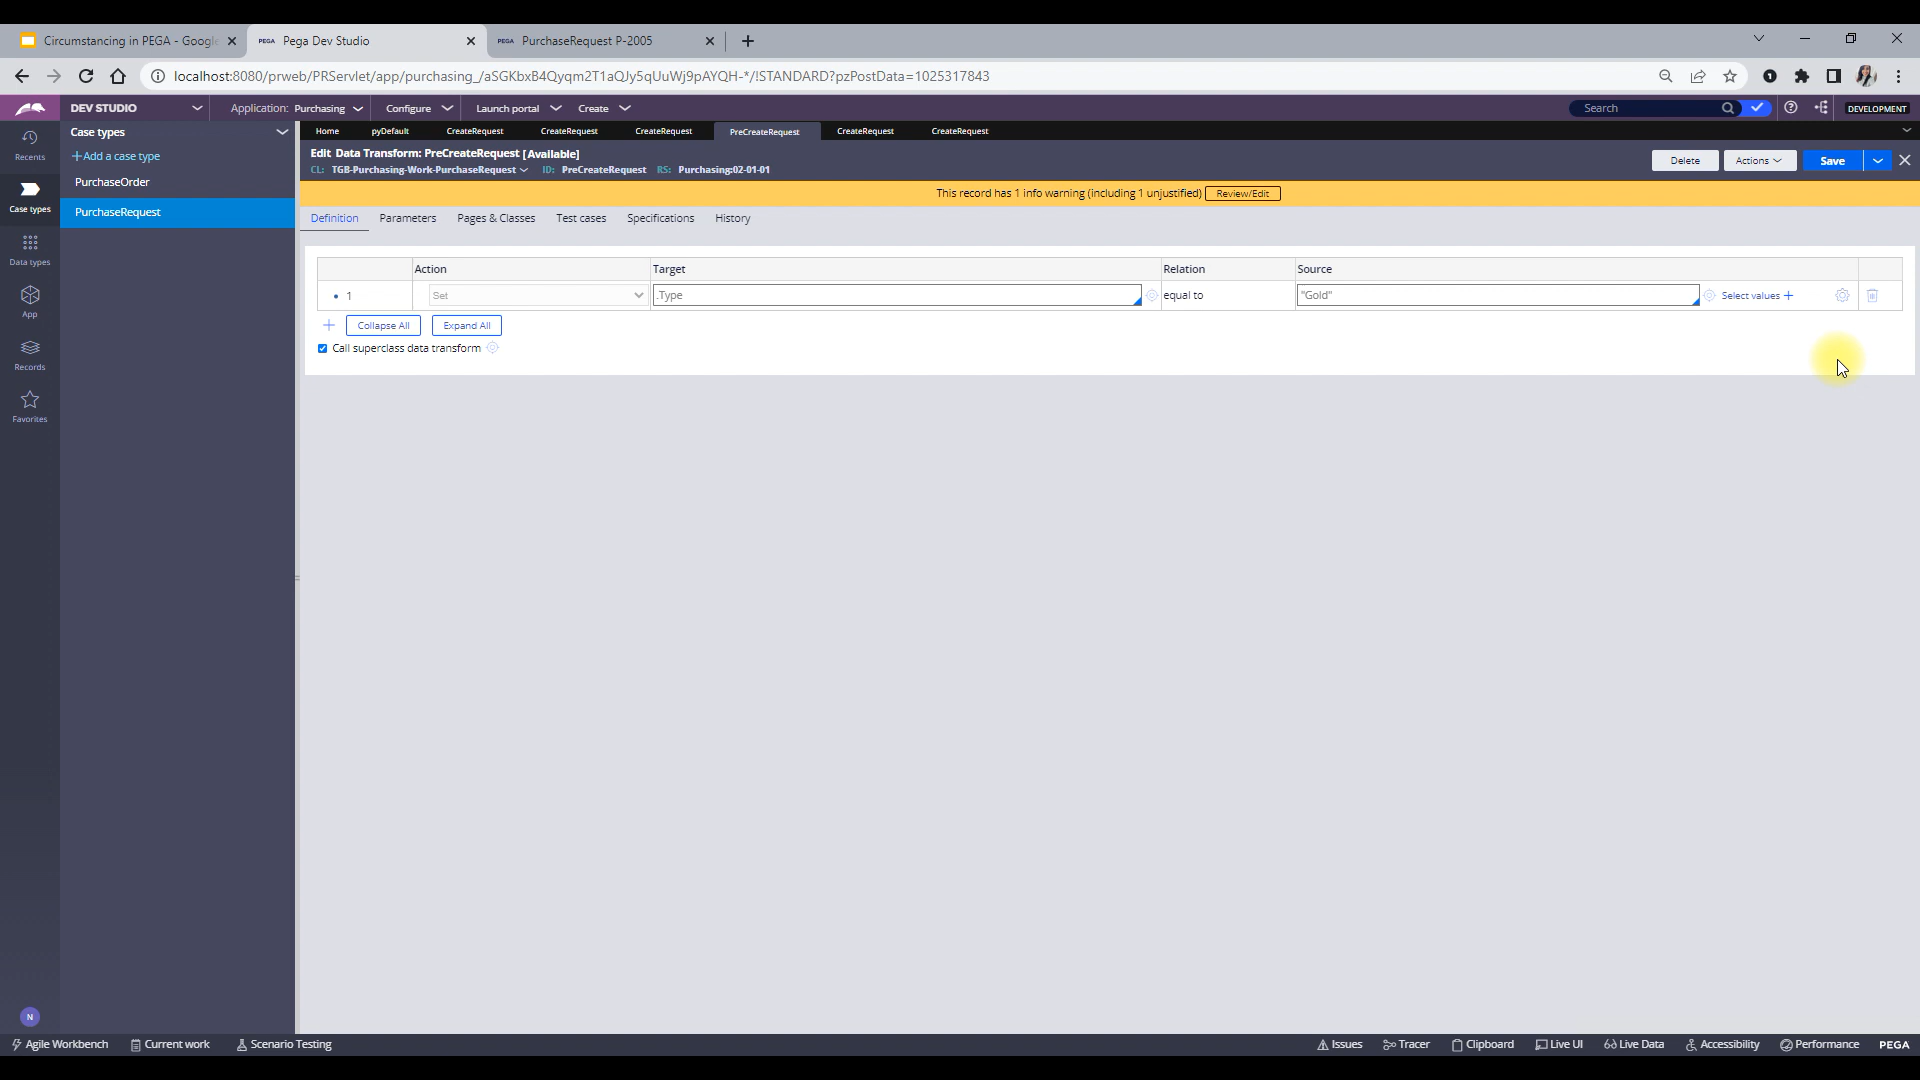 Circumstancing in PEGA - Google
PEGA Pega Dev Studio
PEGA PurchaseRequest P-2005
localhost:8080/prweb/PRServlet/app/purchasing_/aSGKbxB4Qyqm2T1aQJy5qUuWj9pAYQH-*/!STANDARD?pzPostData=1025317843
DEV STUDIO
Application: Purchasing
Configure
Launch portal
Create
Search
DEVELOPMENT
Recents
Case types
Data types
App
Records
Favorites
N
Case types
+Add a case type
PurchaseOrder
PurchaseRequest
Home
pyDefault
CreateRequest
CreateRequest
CreateRequest
PreCreateRequest
CreateRequest
CreateRequest
Edit Data Transform: PreCreateRequest [Available]
CL: TGB-Purchasing-Work-PurchaseRequest ID: PreCreateRequest RS: Purchasing:02-01-01
Delete
Actions
Save
This record has 1 info warning (including 1 unjustified) Review/Edit
Definition
Parameters
Pages & Classes
Test cases
Specifications
History
Action Target Relation Source
1 Set .Type equal to "Gold" Select values +
+ Collapse All Expand All
Call superclass data transform
Agile Workbench
Current work
Scenario Testing
Issues
Tracer
Clipboard
Live UI
Live Data
Accessibility
Performance
PEGA